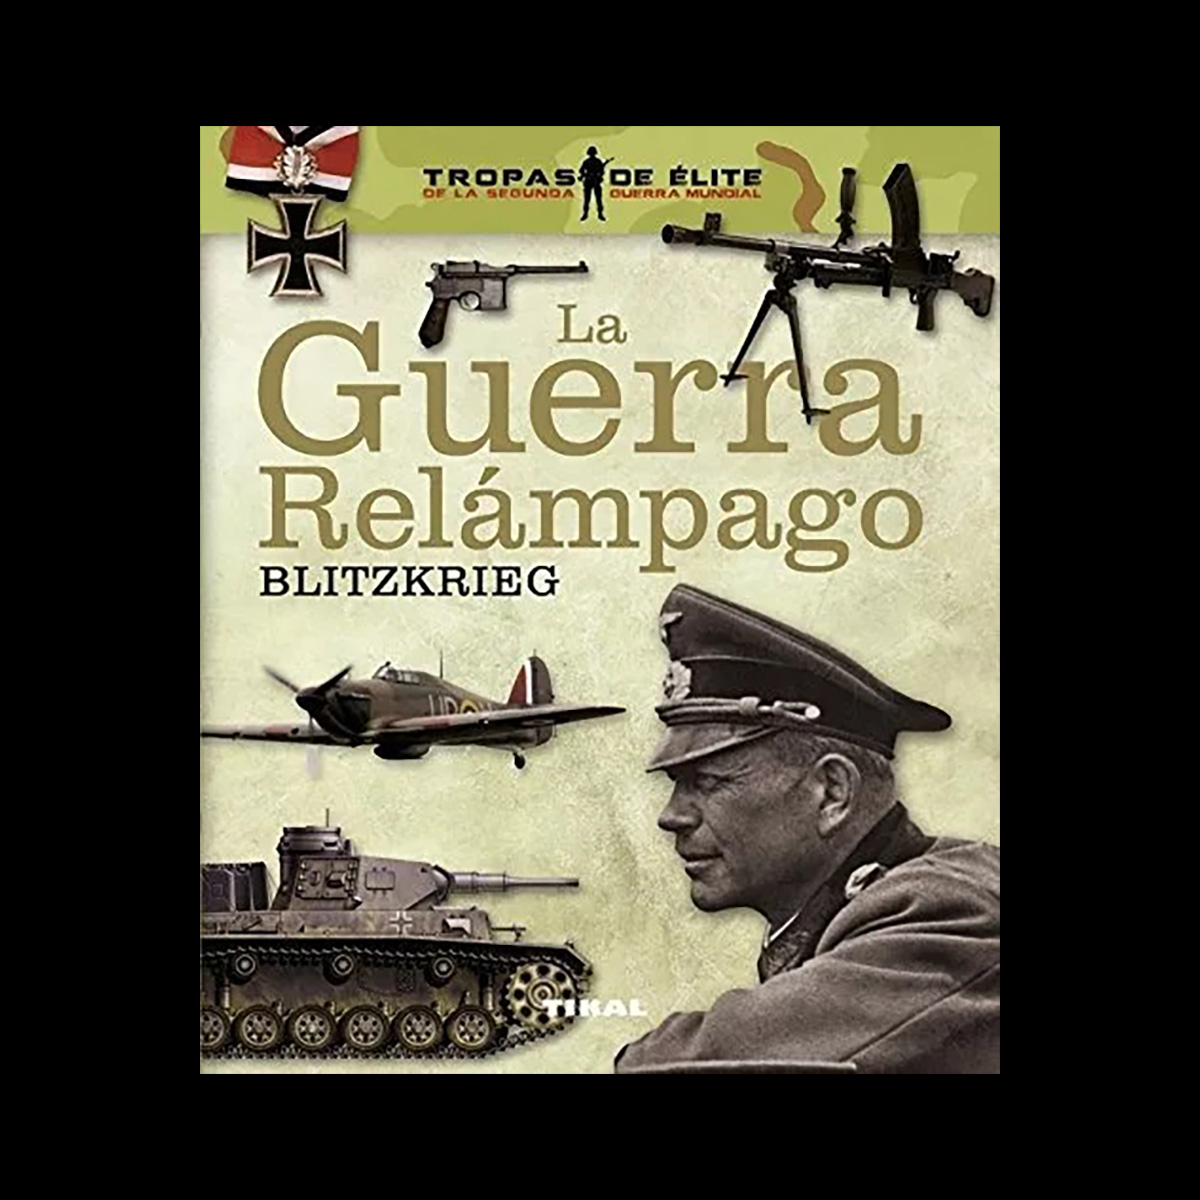 TROPAS DE ÉLITE
DE LA SEGUNDA GUERRA MUNDIAL
La
Guerra
Relámpago
BLITZKRIEG
TIKAL